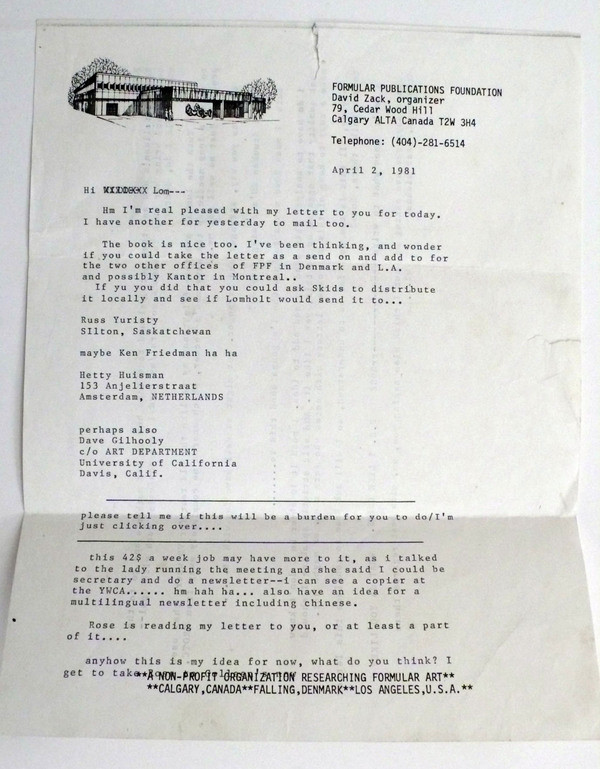 FORMULAR PUBLICATIONS FOUNDATION
David Zack, organizer
79, Cedar Wood Hill
Calgary ALTA Canada T2W 3H4
Telephone: (404)-281-6514
April 2, 1981
Hi Lom---
Hm I'm real pleased with my letter to you for today.
I have another for yesterday to mail too.
The book is nice too. I've been thinking, and wonder
if you could take the letter as a send on and add to for
the two other offices of FPF in Denmark and L.A.
and possibly Kantor in Montreal..
If yu you did that you could ask Skids to distribute
it locally and see if Lomholt would send it to...
Russ Yuristy
SIlton, Saskatchewan
maybe Ken Friedman ha ha
Hetty Huisman
153 Anjelierstraat
Amsterdam, NETHERLANDS
perhaps also
Dave Gilhooly
c/o ART DEPARTMENT
University of California
Davis, Calif.
please tell me if this will be a burden for you to do/I'm
just clicking over....
this 42$ a week job may have more to it, as i talked
to the lady running the meeting and she said I could be
secretary and do a newsletter--i can see a copier at
the YWCA...... hm hah ha... also have an idea for a
multilingual newsletter including chinese.
Rose is reading my letter to you, or at least a part
of it....
anyhow this is my idea for now, what do you think? I
get to take
**A NON-PROFIT ORGANIZATION RESEARCHING FORMULAR ART**
**CALGARY,CANADA**FALLING,DENMARK**LOS ANGELES,U.S.A.**